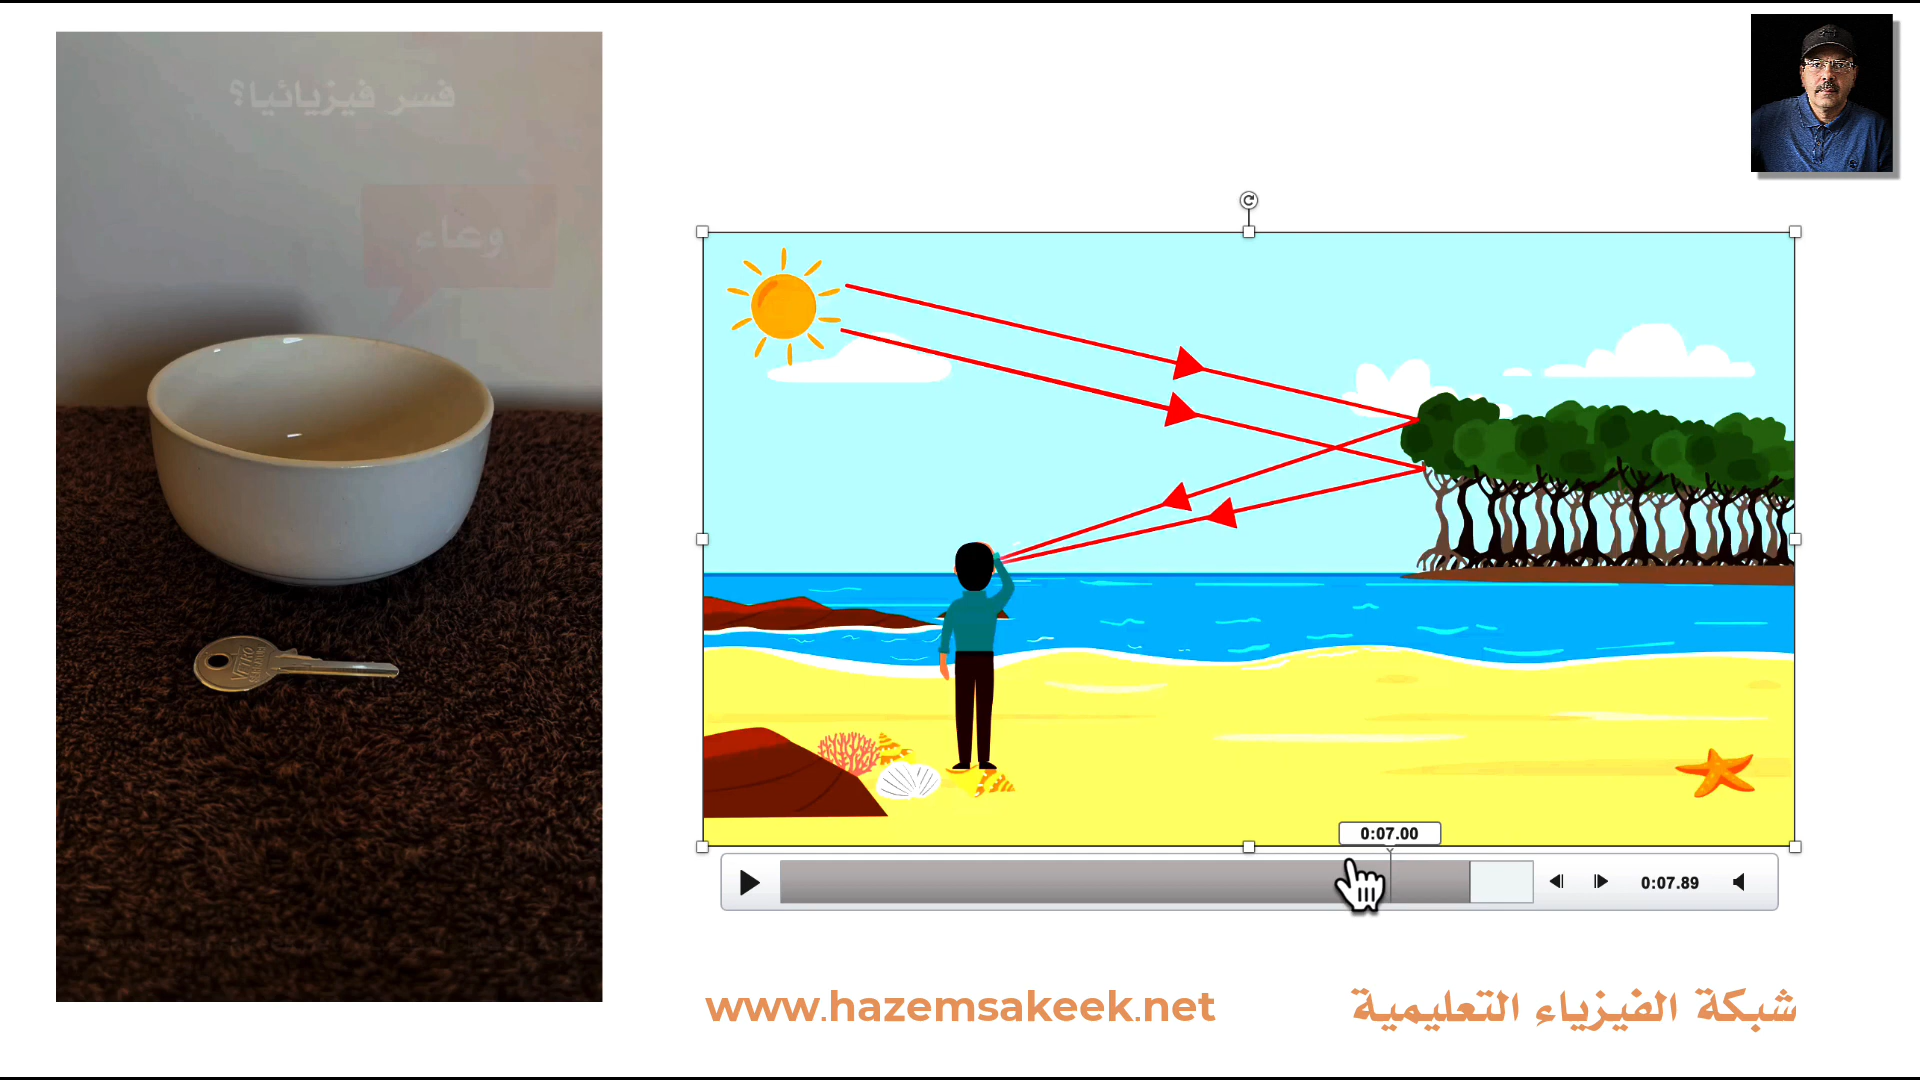 فسر فيزيائيا؟
وعاء
0:07.00
0:07.89
www.hazemsakeek.net
شبكة الفيزياء التعليمية